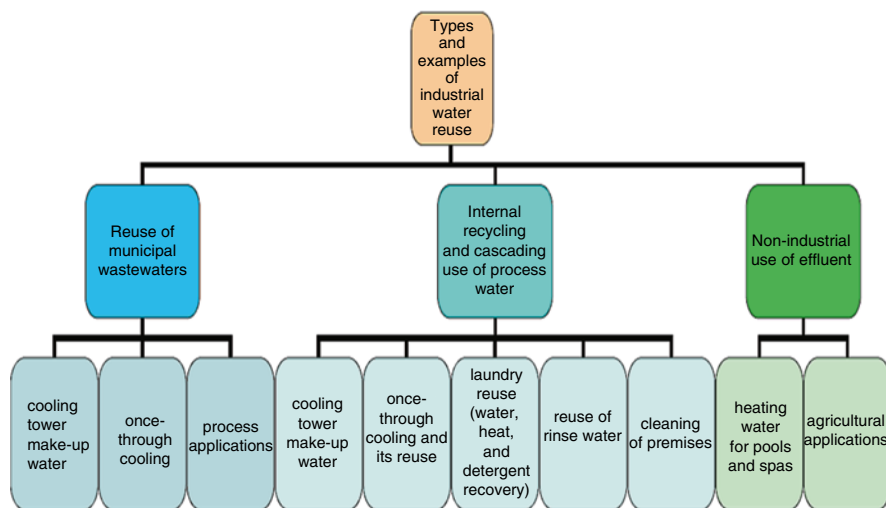 Types
and
examples
of
industrial
water
reuse
Reuse of
municipal
wastewaters
Internal
recycling
and cascading
use of process
water
Non-industrial
use of effluent
cooling
tower
make-up
water
once-
through
cooling
process
applications
cooling
tower
make-up
water
once-
through
cooling and
its reuse
laundry
reuse
(water,
heat,
and
detergent
recovery)
reuse of
rinse water
cleaning
of premises
heating
water
for pools
and spas
agricultural
applications